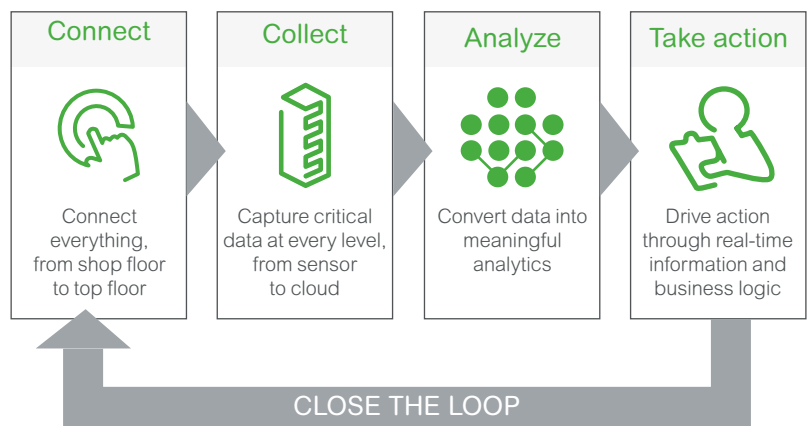 Connect
Connect
everything,
from shop floor
to top floor
Collect
Capture critical
data at every level,
from sensor
to cloud
Analyze
Convert data into
meaningful
analytics
Take action
Drive action
through real-time
information and
business logic
CLOSE THE LOOP